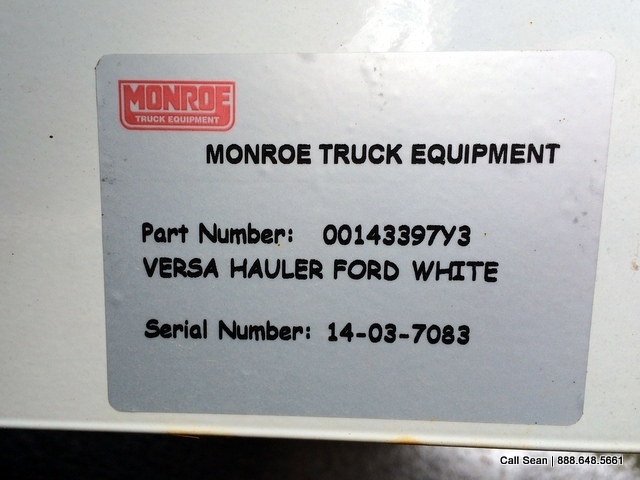 MONROE
TRUCK EQUIPMENT
MONROE TRUCK EQUIPMENT
Part Number: 00143397Y3
VERSA HAULER FORD WHITE
Serial Number: 14-03-7083
Call Sean | 888.648.5661